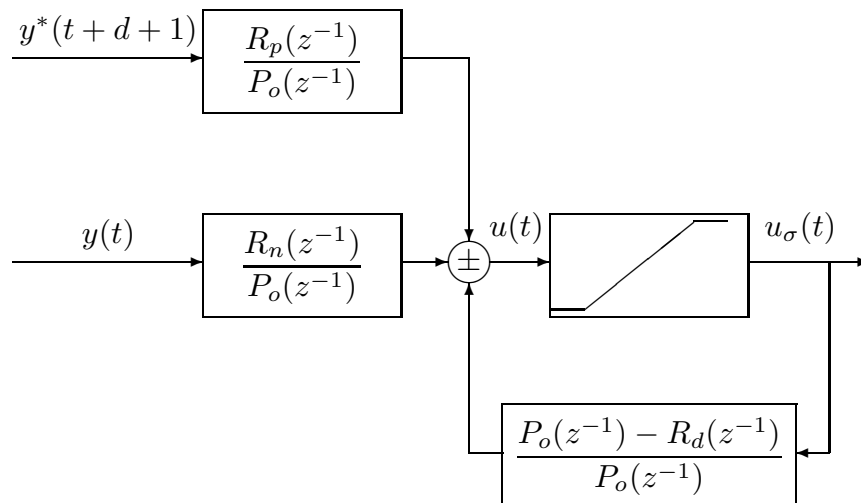 y*(t + d + 1)
R_p(z^{-1})
P_o(z^{-1})
y(t)
R_n(z^{-1})
P_o(z^{-1})
±
u(t)
u_σ(t)
P_o(z^{-1}) − R_d(z^{-1})
P_o(z^{-1})